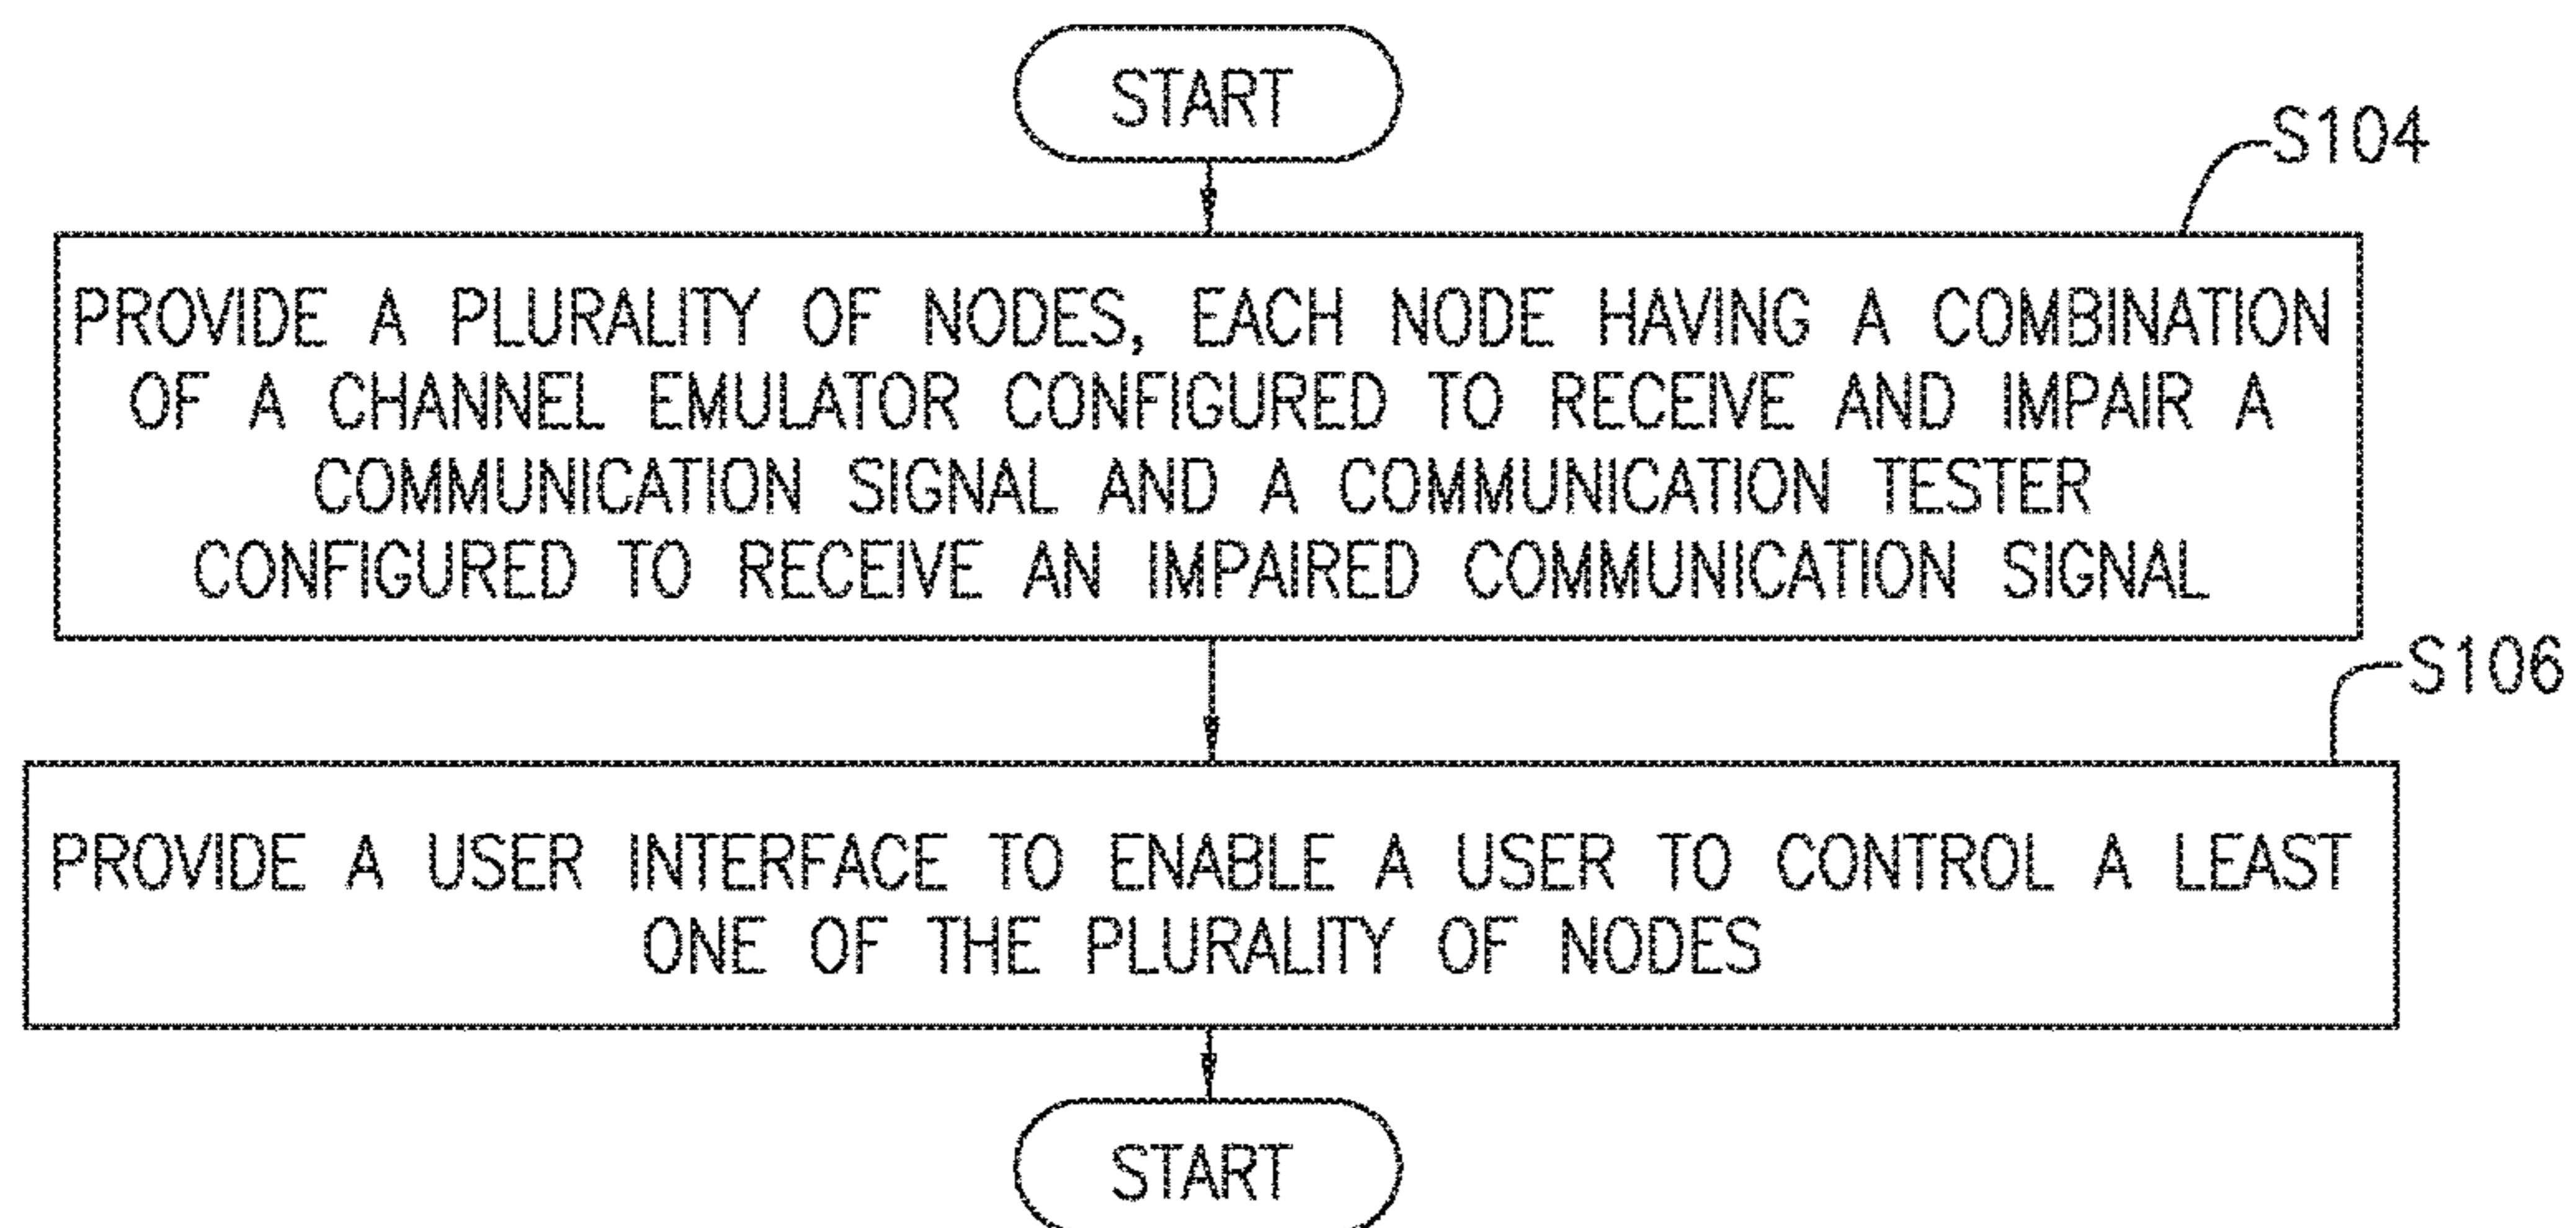 START
S104
PROVIDE A PLURALITY OF NODES, EACH NODE HAVING A COMBINATION
OF A CHANNEL EMULATOR CONFIGURED TO RECEIVE AND IMPAIR A
COMMUNICATION SIGNAL AND A COMMUNICATION TESTER
CONFIGURED TO RECEIVE AN IMPAIRED COMMUNICATION SIGNAL
S106
PROVIDE A USER INTERFACE TO ENABLE A USER TO CONTROL A LEAST
ONE OF THE PLURALITY OF NODES
START